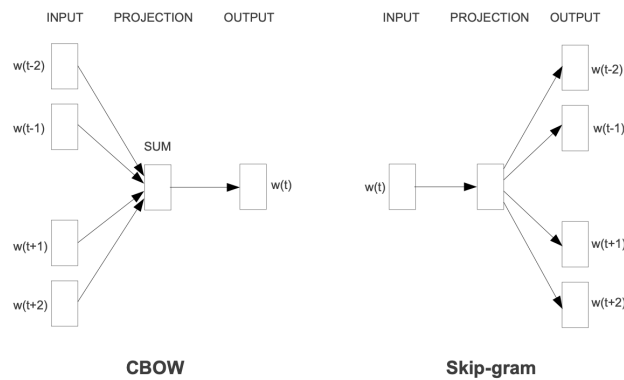 INPUT PROJECTION OUTPUT
w(t-2)
w(t-1)
SUM
w(t)
w(t+1)
w(t+2)
CBOW
INPUT PROJECTION OUTPUT
w(t-2)
w(t-1)
w(t)
w(t+1)
w(t+2)
Skip-gram